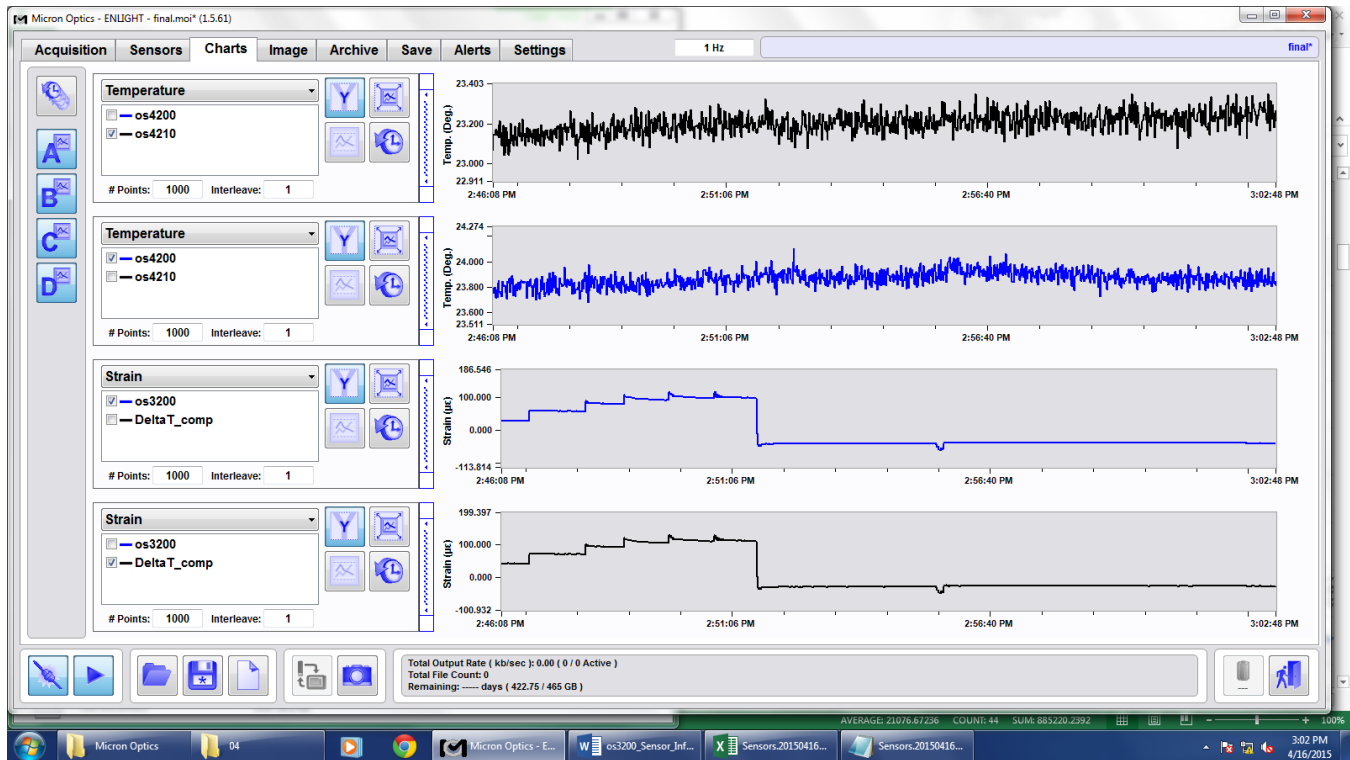 Micron Optics - ENLIGHT - final.moi* (1.5.61)
Acquisition Sensors Charts Image Archive Save Alerts Settings 1 Hz final*
Temperature
os4200
os4210
# Points: 1000 Interleave: 1
Temp. (Deg.)
23.403
23.200
23.000
22.911
2:46:08 PM 2:51:06 PM 2:56:40 PM 3:02:48 PM
Temperature
os4200
os4210
# Points: 1000 Interleave: 1
Temp. (Deg.)
24.274
24.000
23.800
23.600
23.511
2:46:08 PM 2:51:06 PM 2:56:40 PM 3:02:48 PM
Strain
os3200
DeltaT_comp
# Points: 1000 Interleave: 1
Strain (µε)
186.546
100.000
0.000
-113.814
2:46:08 PM 2:51:06 PM 2:56:40 PM 3:02:48 PM
Strain
os3200
DeltaT_comp
# Points: 1000 Interleave: 1
Strain (µε)
199.397
100.000
0.000
-100.932
2:46:08 PM 2:51:06 PM 2:56:40 PM 3:02:48 PM
A
B
C
D
Y
Y
Y
Y
Total Output Rate ( kb/sec ): 0.00 ( 0 / 0 Active )
Total File Count: 0
Remaining: ----- days ( 422.75 / 465 GB )
AVERAGE: 21076.67236 COUNT: 44 SUM: 885220.2392 100%
Micron Optics 04 Micron Optics - E... os3200_Sensor_Inf... Sensors.20150416... Sensors.20150416... 3:02 PM
4/16/2015